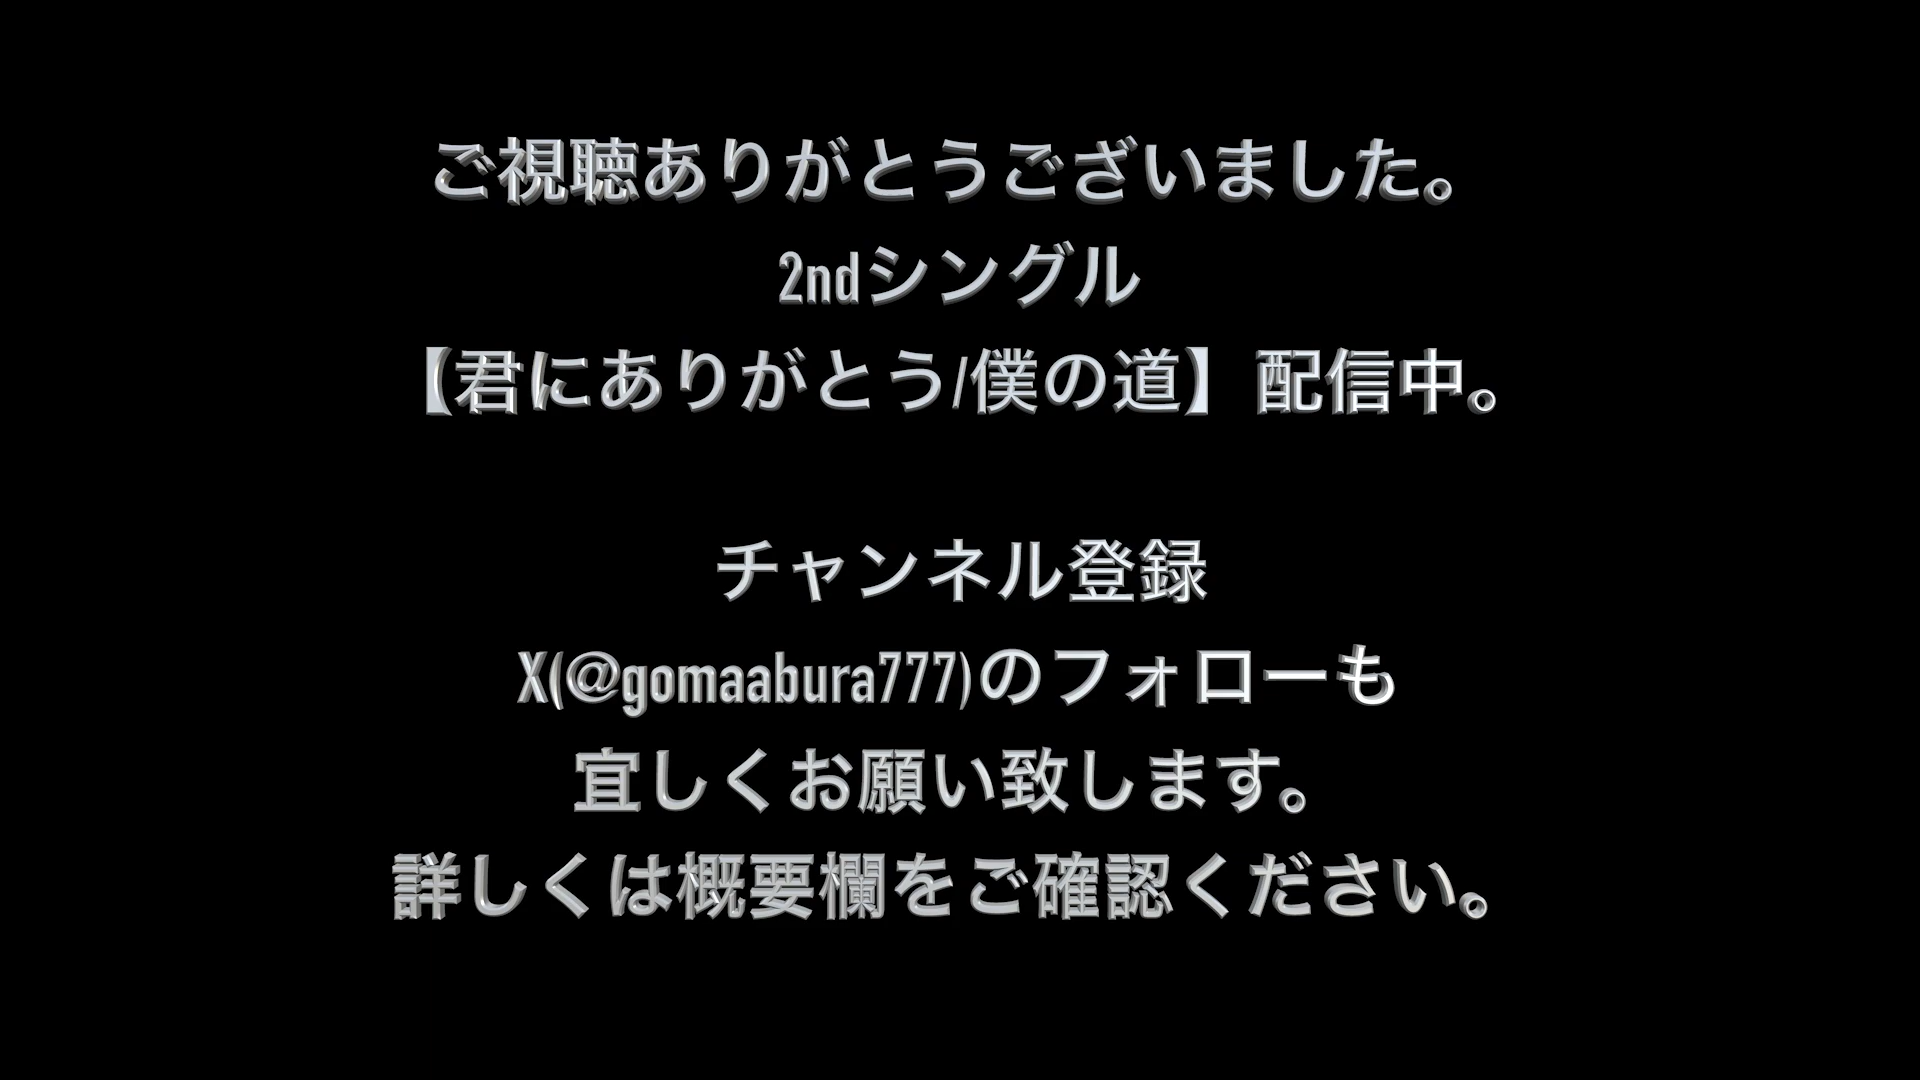 ご視聴ありがとうございました。
2ndシングル
【君にありがとう/僕の道】配信中。
チャンネル登録
X(@gomaabura777)のフォローも
宜しくお願い致します。
詳しくは概要欄をご確認ください。